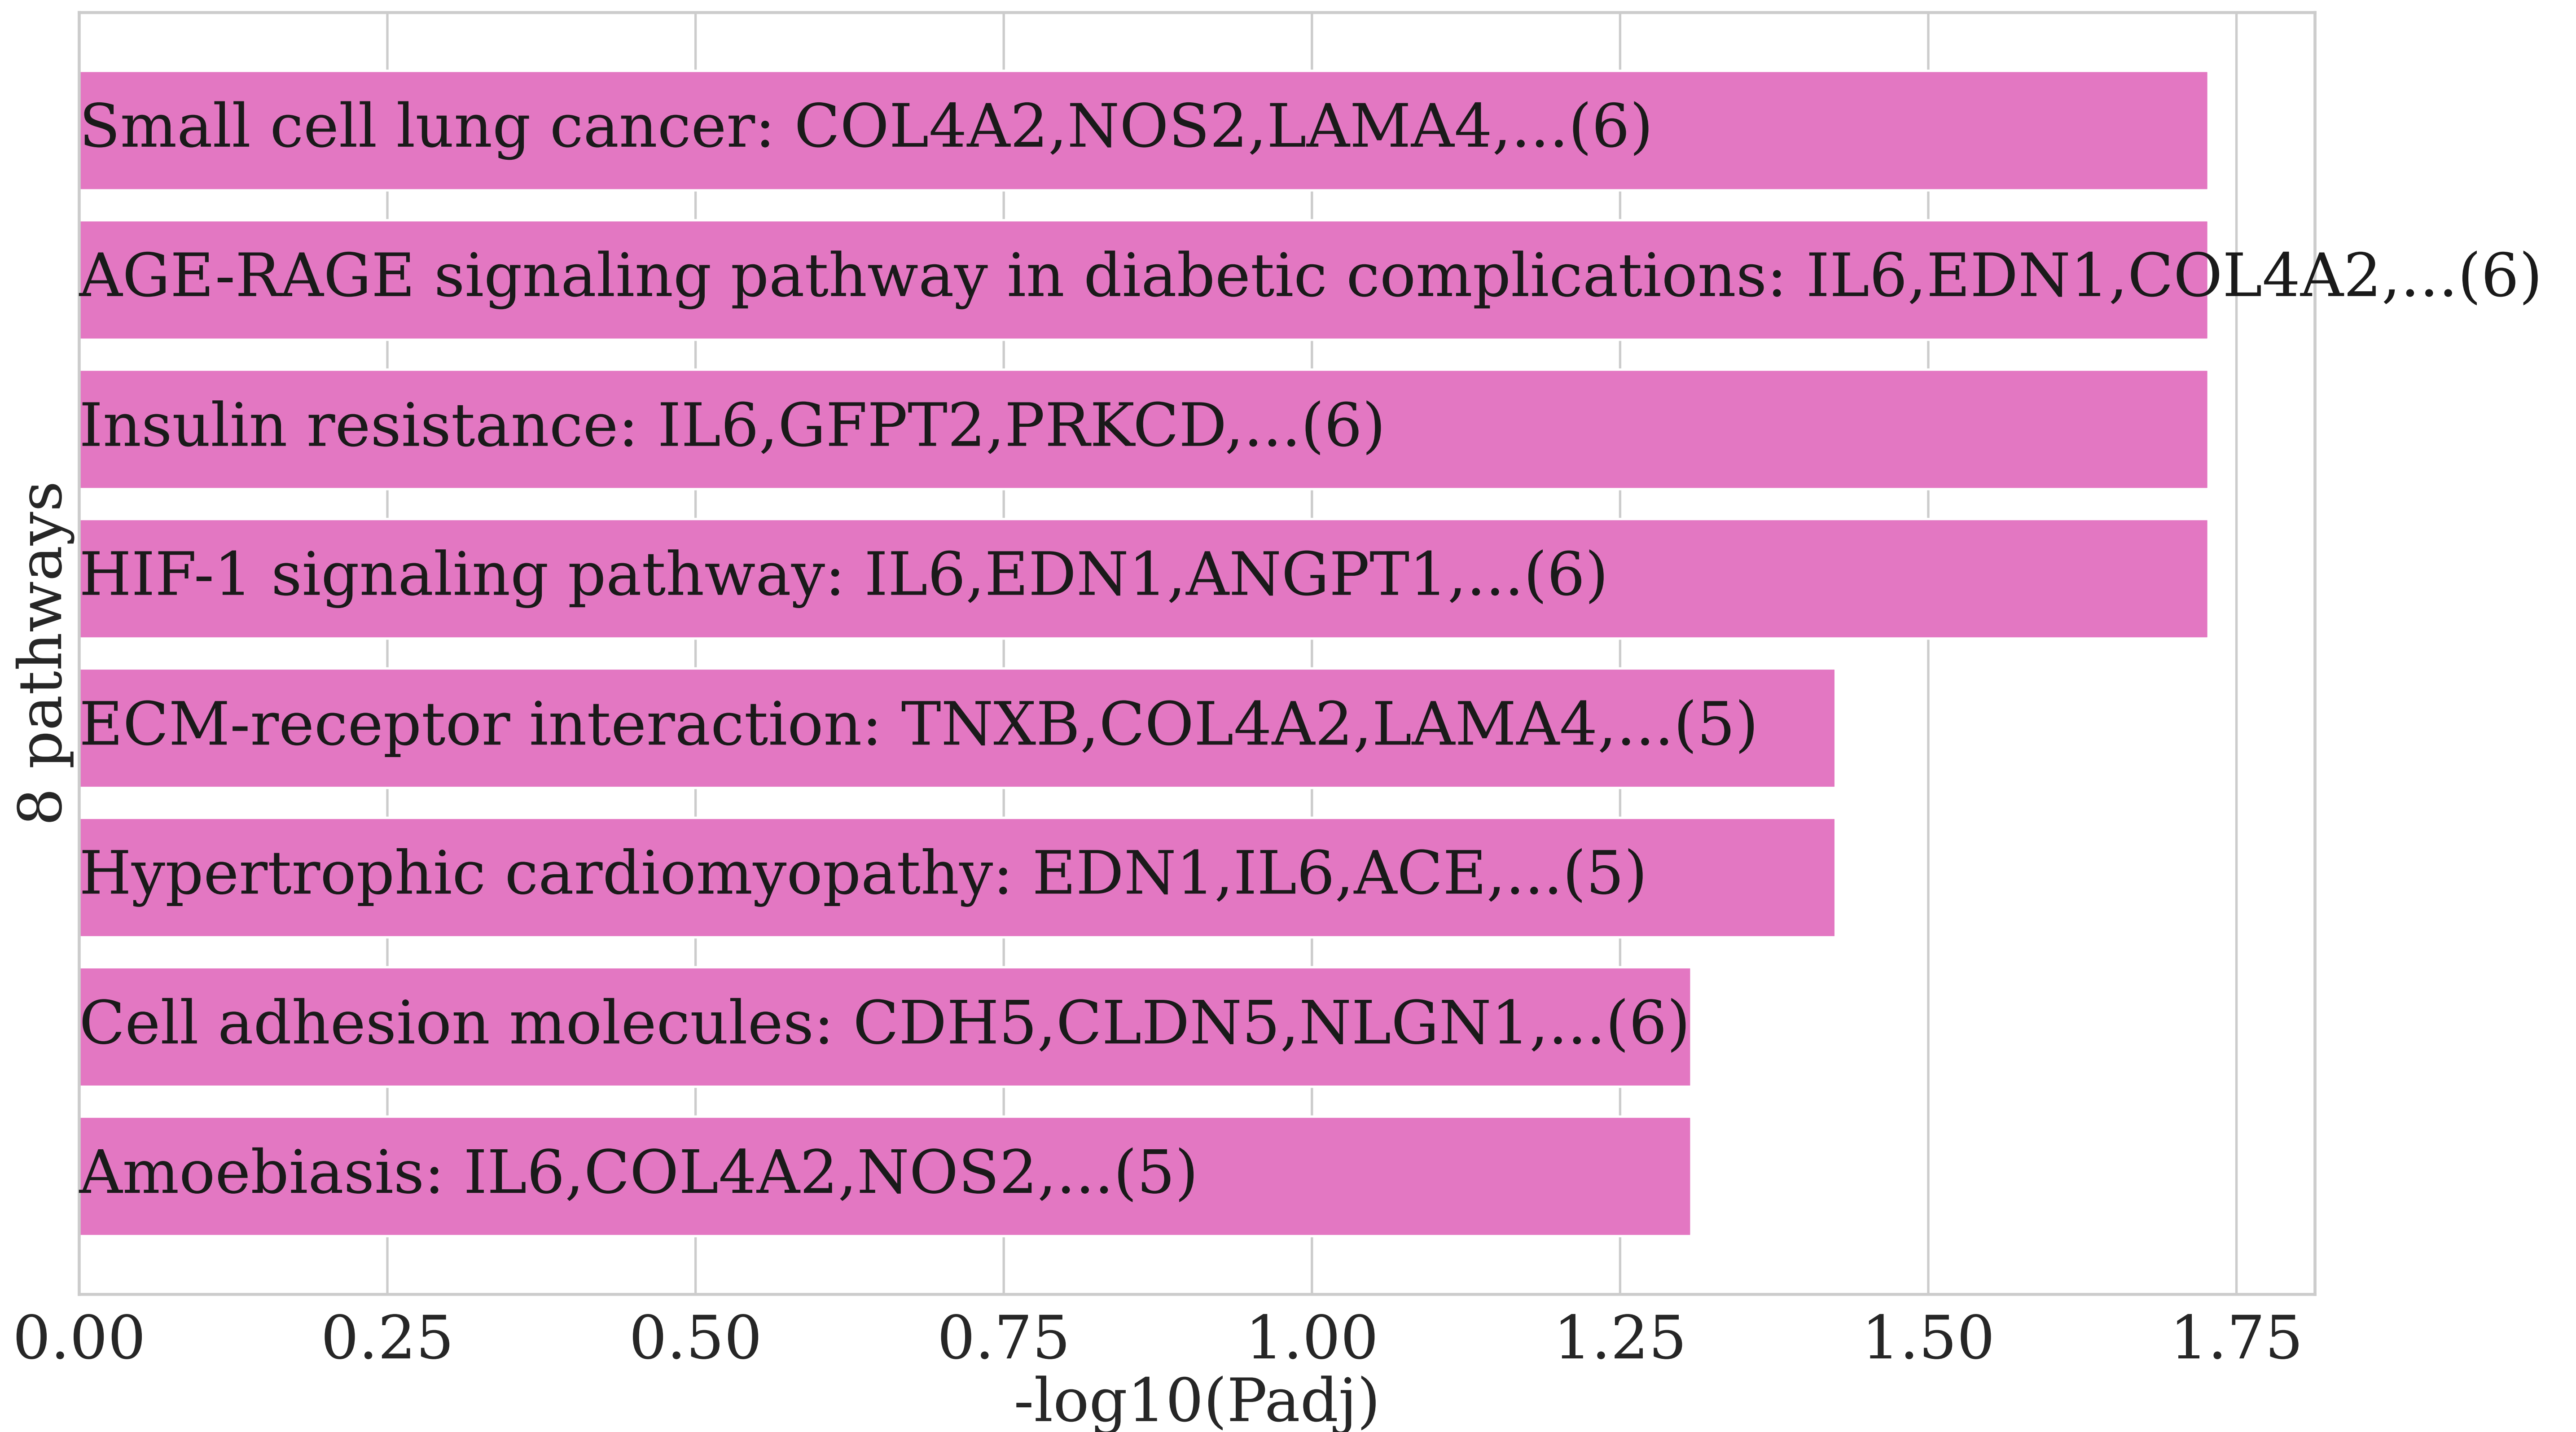 Small cell lung cancer: COL4A2,NOS2,LAMA4,...(6)
AGE-RAGE signaling pathway in diabetic complications: IL6,EDN1,COL4A2,...(6)
Insulin resistance: IL6,GFPT2,PRKCD,...(6)
HIF-1 signaling pathway: IL6,EDN1,ANGPT1,...(6)
ECM-receptor interaction: TNXB,COL4A2,LAMA4,...(5)
Hypertrophic cardiomyopathy: EDN1,IL6,ACE,...(5)
Cell adhesion molecules: CDH5,CLDN5,NLGN1,...(6)
Amoebiasis: IL6,COL4A2,NOS2,...(5)
8 pathways
0.00 0.25 0.50 0.75 1.00 1.25 1.50 1.75
-log10(Padj)